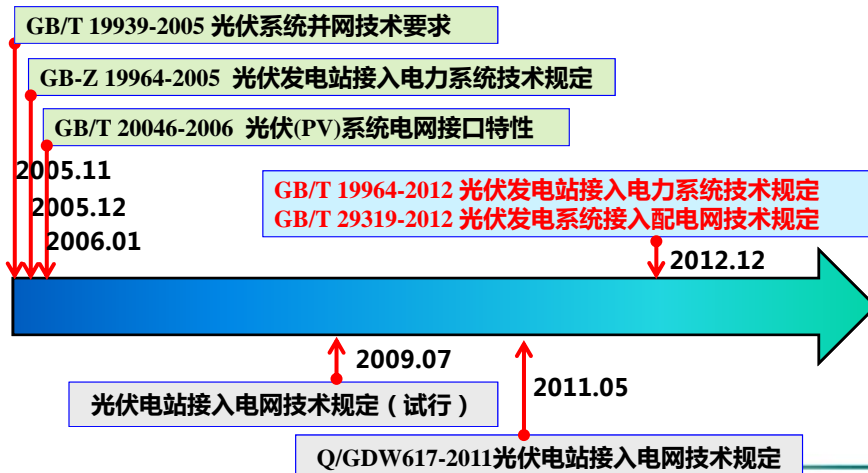 GB/T 19939-2005 光伏系统并网技术要求
GB-Z 19964-2005 光伏发电站接入电力系统技术规定
GB/T 20046-2006 光伏(PV)系统电网接口特性
2005.11
2005.12
2006.01
GB/T 19964-2012 光伏发电站接入电力系统技术规定
GB/T 29319-2012 光伏发电系统接入配电网技术规定
2012.12
2009.07
光伏电站接入电网技术规定（试行）
2011.05
Q/GDW617-2011光伏电站接入电网技术规定